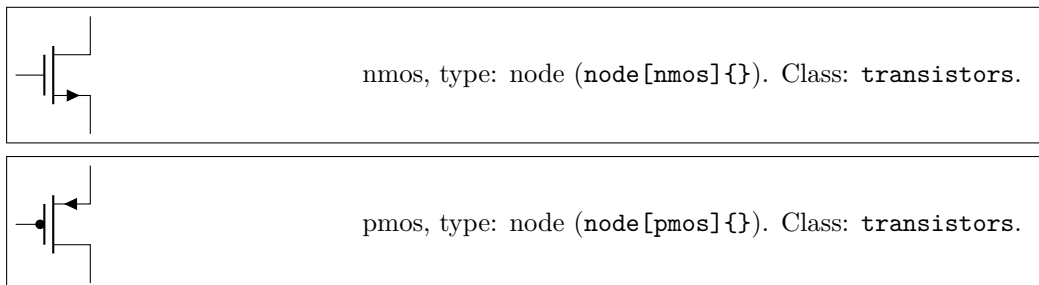 nmos, type: node (node[nmos]{}). Class: transistors.
pmos, type: node (node[pmos]{}). Class: transistors.